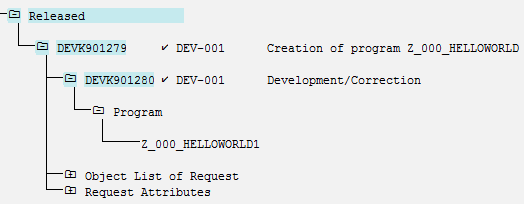 Released
DEVK901279 ✓ DEV-001 Creation of program Z_000_HELLOWORLD
DEVK901280 ✓ DEV-001 Development/Correction
Program
Z_000_HELLOWORLD1
Object List of Request
Request Attributes